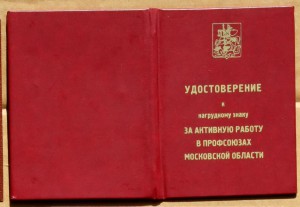 УДОСТОВЕРЕНИЕ
к
нагрудному знаку
ЗА АКТИВНУЮ РАБОТУ
В ПРОФСОЮЗАХ
МОСКОВСКОЙ ОБЛАСТИ